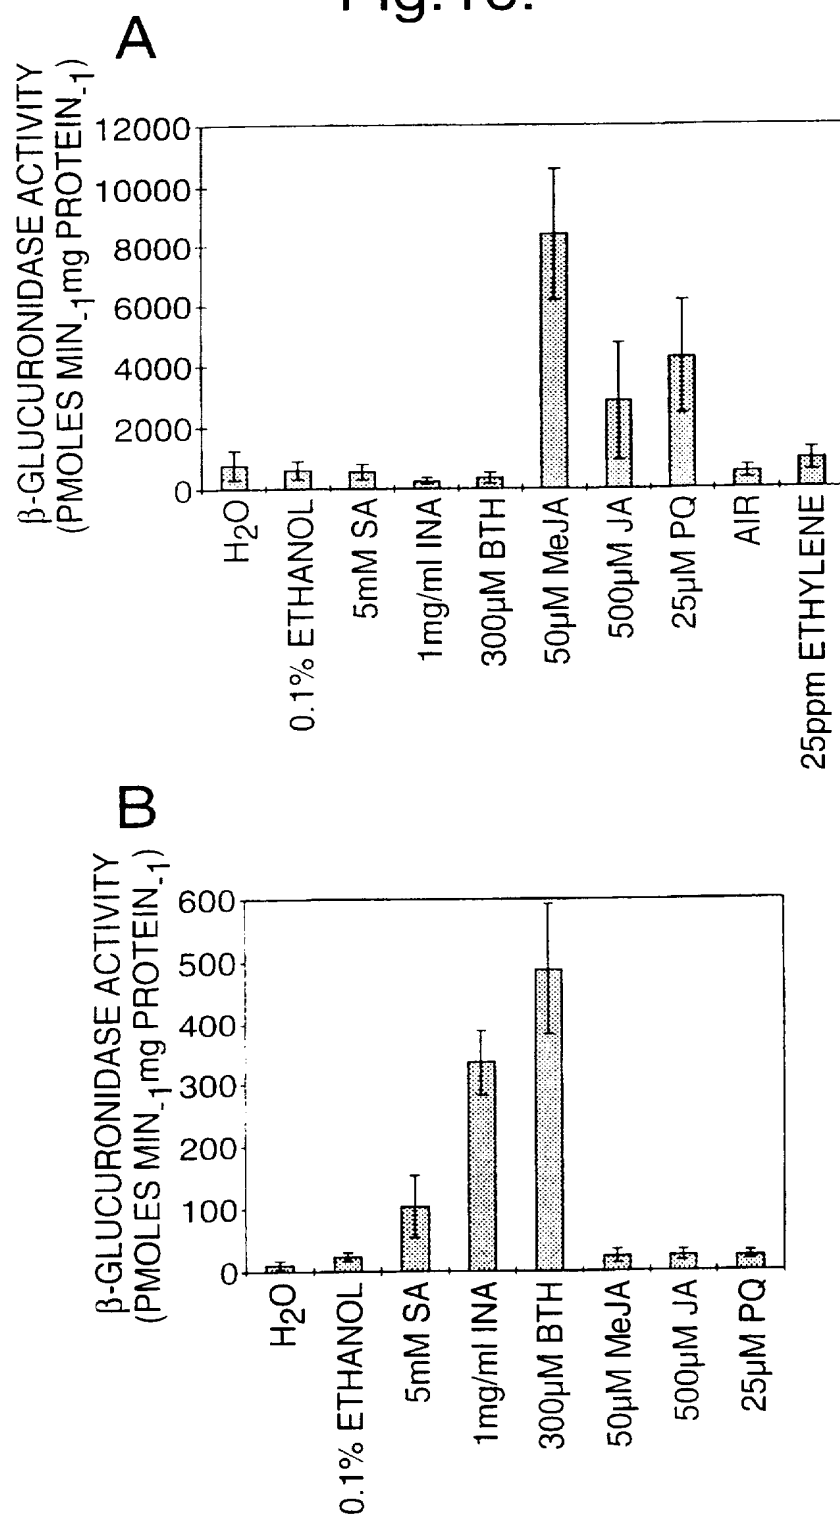 A
β-GLUCURONIDASE ACTIVITY
(PMOLES MIN-1mg PROTEIN-1)
12000
10000
8000
6000
4000
2000
0
H2O
0.1% ETHANOL
5mM SA
1mg/ml INA
300µM BTH
50µM MeJA
500µM JA
25µM PQ
AIR
25ppm ETHYLENE
B
β-GLUCURONIDASE ACTIVITY
(PMOLES MIN-1mg PROTEIN-1)
600
500
400
300
200
100
0
H2O
0.1% ETHANOL
5mM SA
1mg/ml INA
300µM BTH
50µM MeJA
500µM JA
25µM PQ